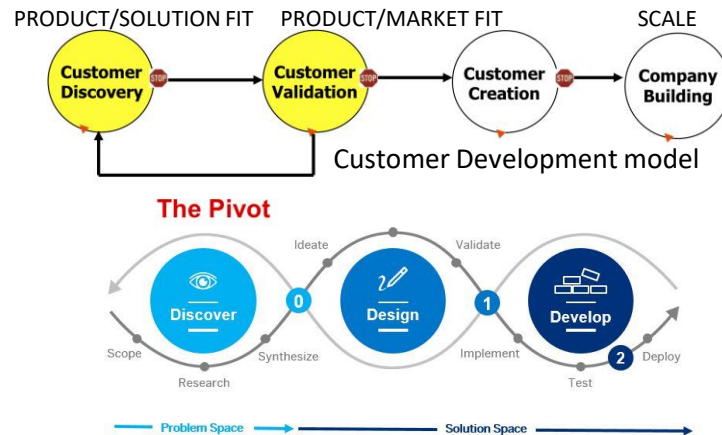 PRODUCT/SOLUTION FIT
PRODUCT/MARKET FIT
SCALE
Customer
Discovery
STOP
Customer
Validation
STOP
Customer
Creation
STOP
Company
Building
Customer Development model
The Pivot
Ideate
Validate
Discover
0
Design
1
Develop
Scope
Synthesize
Implement
2
Deploy
Research
Test
Problem Space
Solution Space